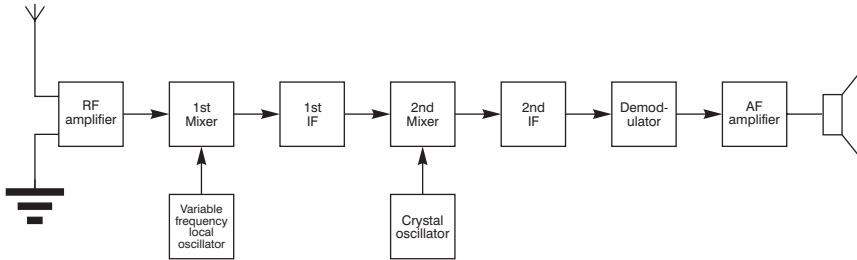 RF
amplifier
1st
Mixer
1st
IF
2nd
Mixer
2nd
IF
Demod-
ulator
AF
amplifier
Variable
frequency
local
oscillator
Crystal
oscillator